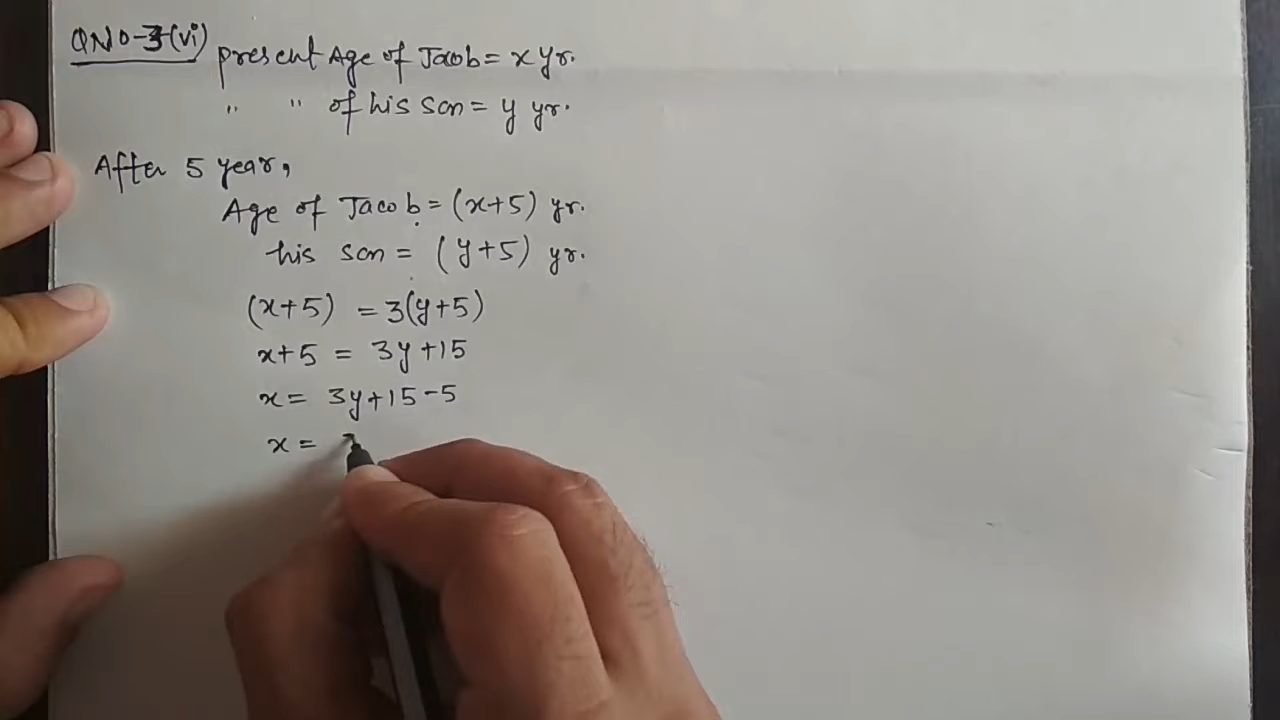 QNO-3(vi)
present Age of Jacob = x yr.
" " of his son = y yr.
After 5 year,
Age of Jacob = (x+5) yr.
his son = (y+5) yr.
(x+5) = 3(y+5)
x+5 = 3y+15
x = 3y+15-5
x =